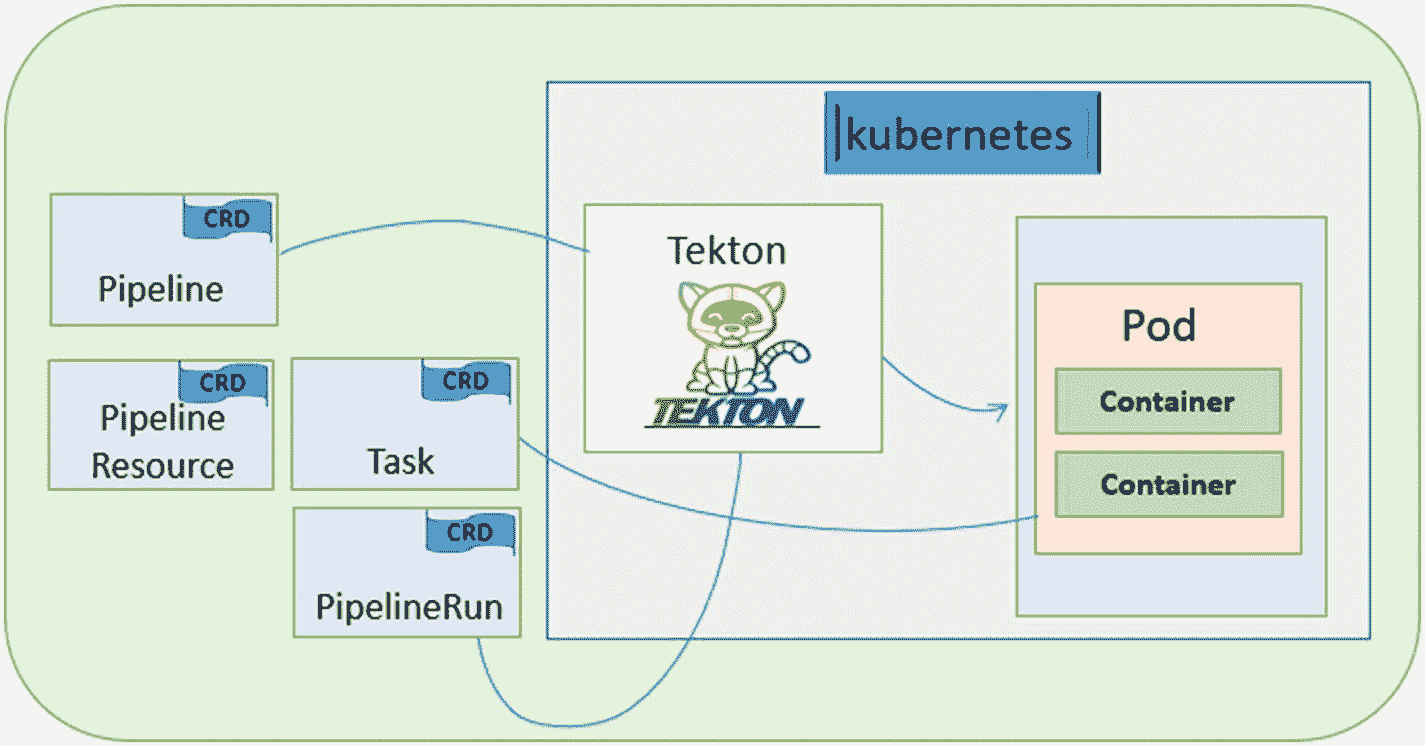 kubernetes
CRD
Pipeline
CRD
Pipeline
Resource
CRD
Task
CRD
PipelineRun
Tekton
TEKTON
Pod
Container
Container